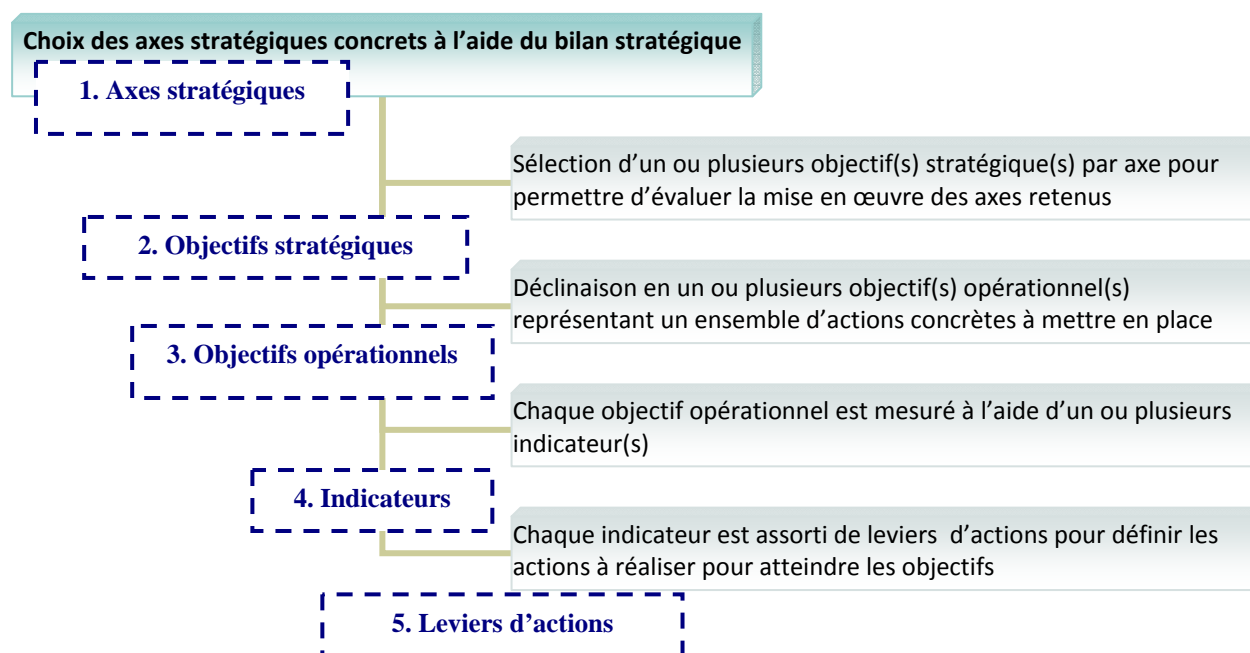 Choix des axes stratégiques concrets à l’aide du bilan stratégique
1. Axes stratégiques
Sélection d’un ou plusieurs objectif(s) stratégique(s) par axe pour
permettre d’évaluer la mise en œuvre des axes retenus
2. Objectifs stratégiques
Déclinaison en un ou plusieurs objectif(s) opérationnel(s)
représentant un ensemble d’actions concrètes à mettre en place
3. Objectifs opérationnels
Chaque objectif opérationnel est mesuré à l’aide d’un ou plusieurs
indicateur(s)
4. Indicateurs
Chaque indicateur est assorti de leviers  d’actions pour définir les
actions à réaliser pour atteindre les objectifs
5. Leviers d’actions